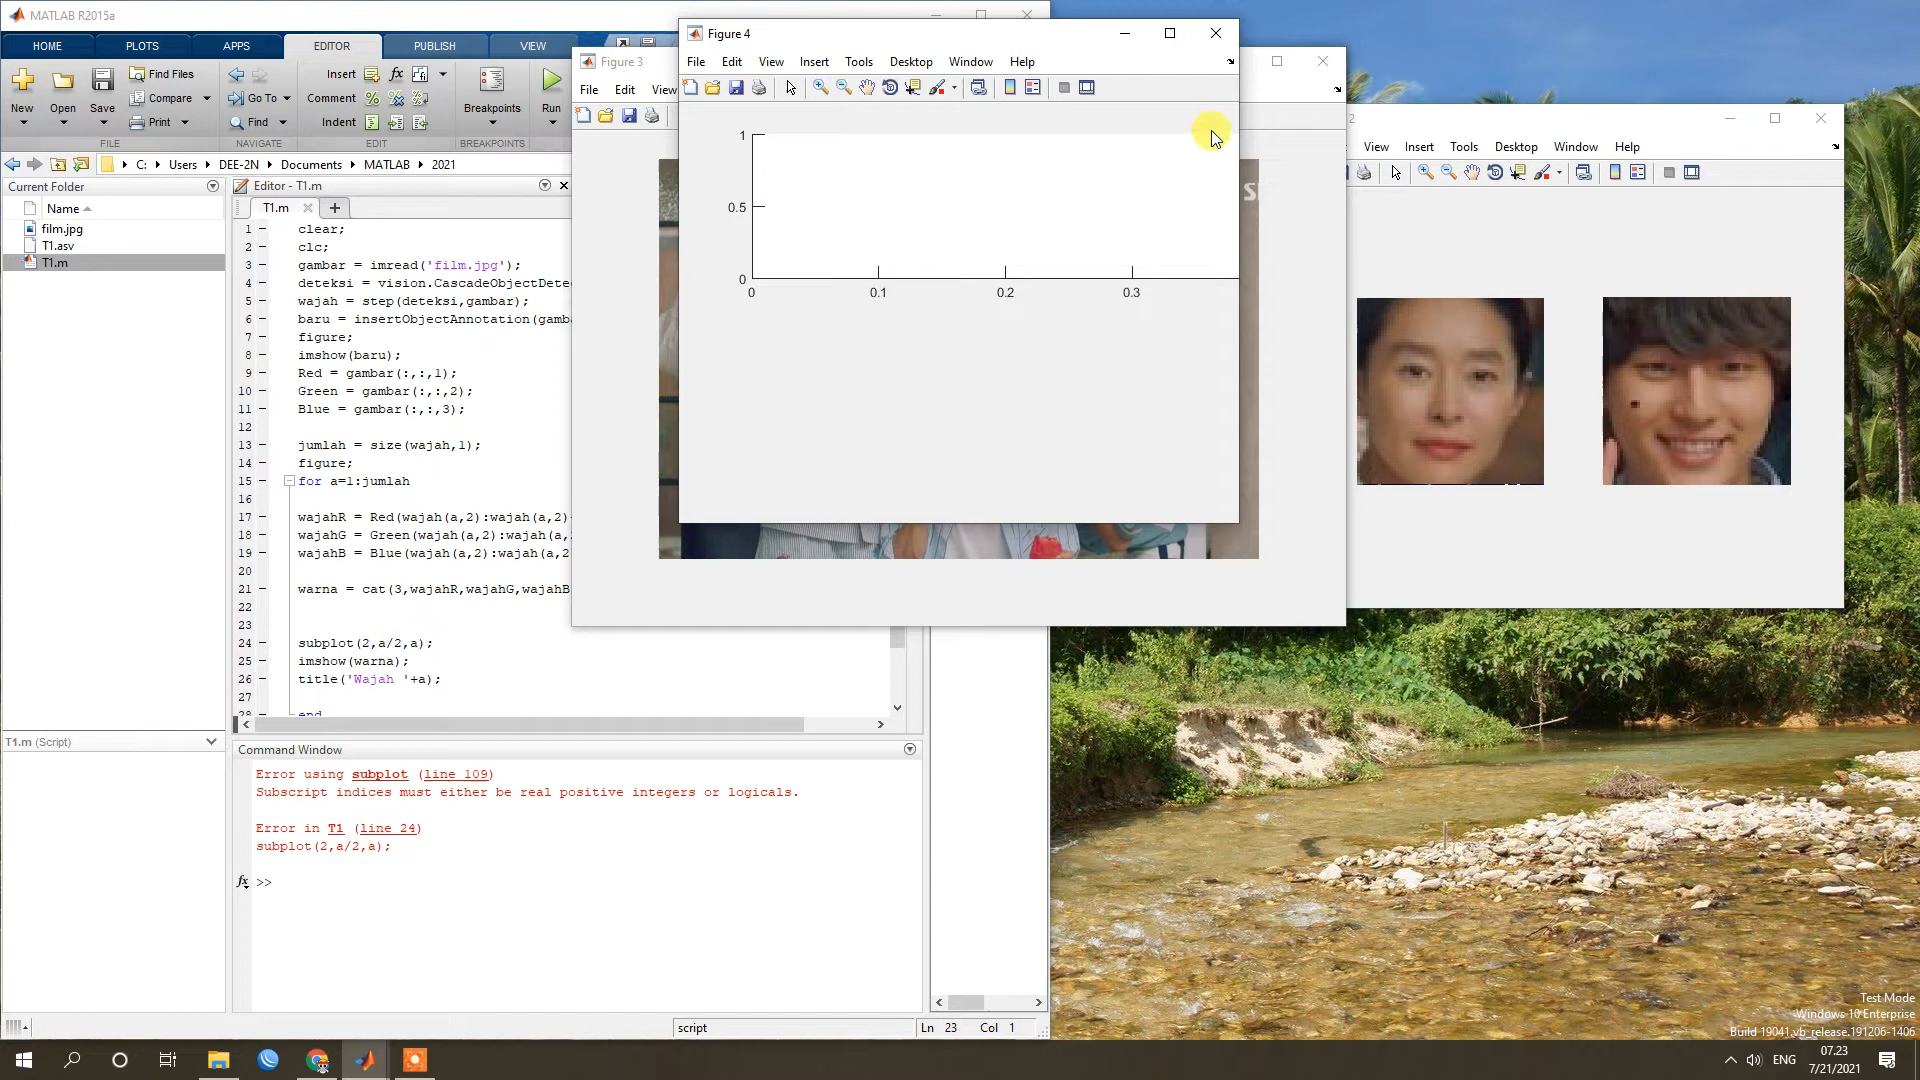 MATLAB R2015a
HOME PLOTS APPS EDITOR PUBLISH VIEW
New Open Save
Find Files
Compare
Print
FILE
Go To
Find
NAVIGATE
Insert fx
Comment
Indent
EDIT
Breakpoints
BREAKPOINTS
Run
C: Users DEE-2N Documents MATLAB 2021
Current Folder
Name
film.jpg
T1.asv
T1.m
T1.m (Script)
Editor - T1.m
T1.m
1 clear;
2 clc;
3 gambar = imread('film.jpg');
4 deteksi = vision.CascadeObjectDete
5 wajah = step(deteksi,gambar);
6 baru = insertObjectAnnotation(gamba
7 figure;
8 imshow(baru);
9 Red = gambar(:,:,1);
10 Green = gambar(:,:,2);
11 Blue = gambar(:,:,3);
12
13 jumlah = size(wajah,1);
14 figure;
15 for a=1:jumlah
16
17 wajahR = Red(wajah(a,2):wajah(a,2)
18 wajahG = Green(wajah(a,2):wajah(a,
19 wajahB = Blue(wajah(a,2):wajah(a,2
20
21 warna = cat(3,wajahR,wajahG,wajahB
22
23
24 subplot(2,a/2,a);
25 imshow(warna);
26 title('Wajah '+a);
27
28 end
Command Window
Error using subplot (line 109)
Subscript indices must either be real positive integers or logicals.
Error in T1 (line 24)
subplot(2,a/2,a);
fx >>
script
Ln 23 Col 1
Figure 3
File Edit View
Figure 4
File Edit View Insert Tools Desktop Window Help
1
0.5
0
0 0.1 0.2 0.3
S
2
View Insert Tools Desktop Window Help
Test Mode
Windows 10 Enterprise
Build 19041.vb_release.191206-1406
ENG
07.23
7/21/2021